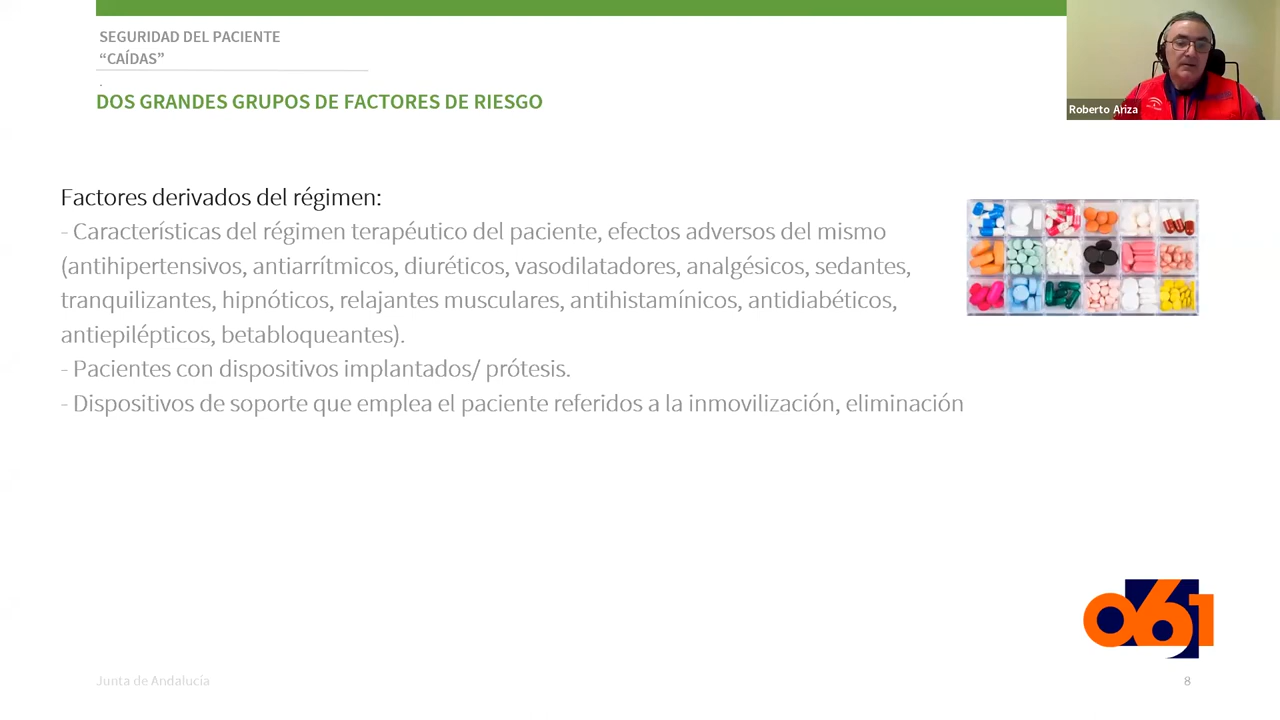 SEGURIDAD DEL PACIENTE
“CAÍDAS”
.
DOS GRANDES GRUPOS DE FACTORES DE RIESGO
Roberto Ariza
Factores derivados del régimen:
- Características del régimen terapéutico del paciente, efectos adversos del mismo
(antihipertensivos, antiarrítmicos, diuréticos, vasodilatadores, analgésicos, sedantes,
tranquilizantes, hipnóticos, relajantes musculares, antihistamínicos, antidiabéticos,
antiepilépticos, betabloqueantes).
- Pacientes con dispositivos implantados/ prótesis.
- Dispositivos de soporte que emplea el paciente referidos a la inmovilización, eliminación
061
Junta de Andalucía
8